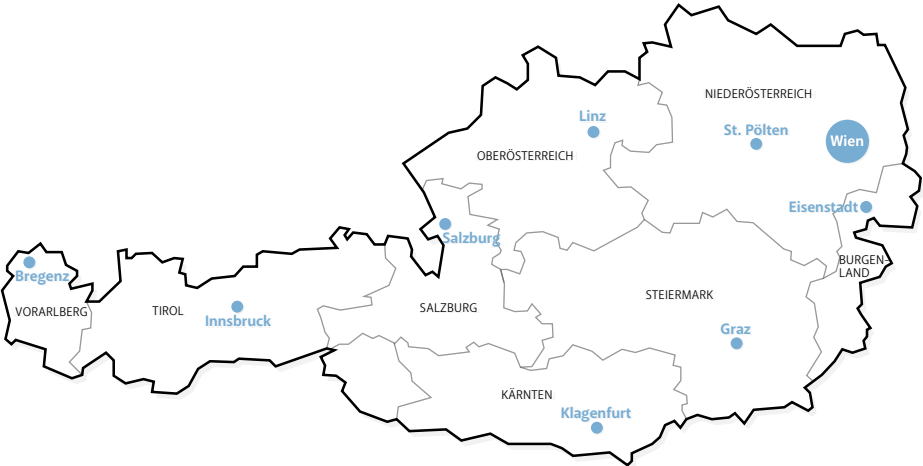 NIEDERÖSTERREICH
Linz
St. Pölten
Wien
OBERÖSTERREICH
Eisenstadt
Salzburg
BURGEN-
LAND
Bregenz
STEIERMARK
VORARLBERG
TIROL
SALZBURG
Innsbruck
Graz
KÄRNTEN
Klagenfurt